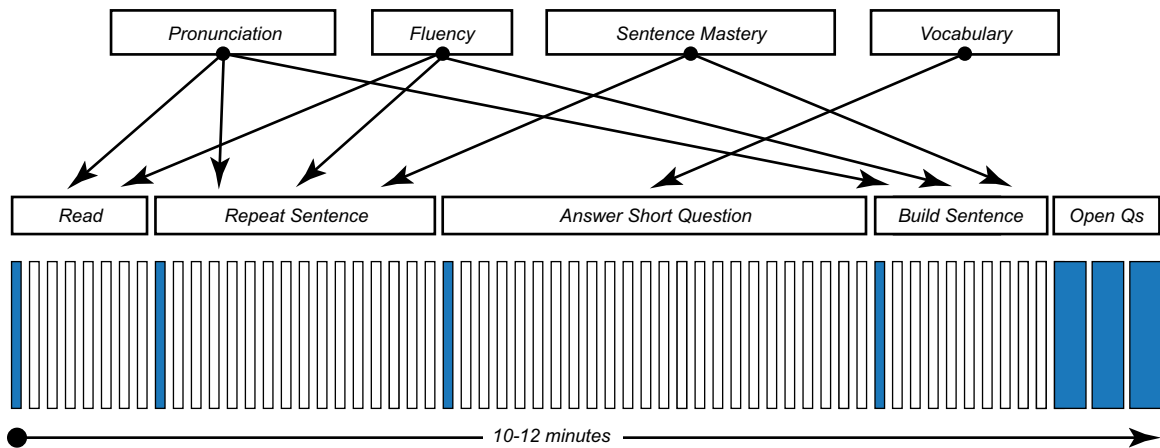 Pronunciation
Fluency
Sentence Mastery
Vocabulary
Read
Repeat Sentence
Answer Short Question
Build Sentence
Open Qs
10-12 minutes